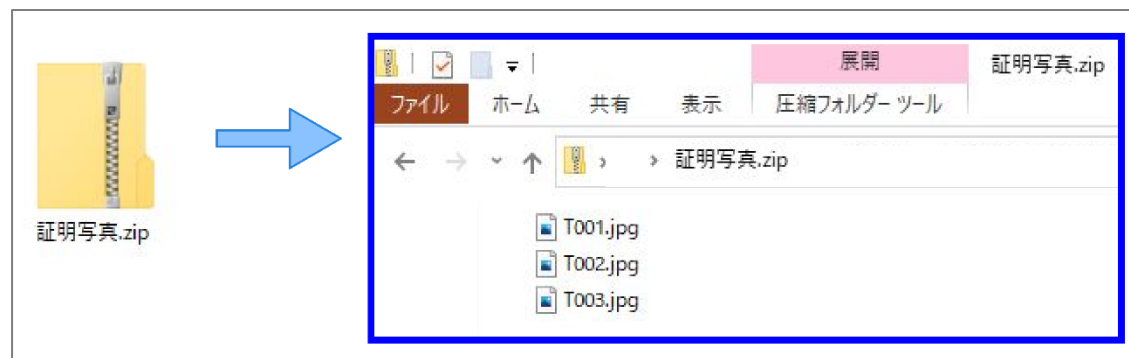 証明写真.zip
展開 証明写真.zip
ファイル ホーム 共有 表示 圧縮フォルダー ツール
証明写真.zip
T001.jpg
T002.jpg
T003.jpg